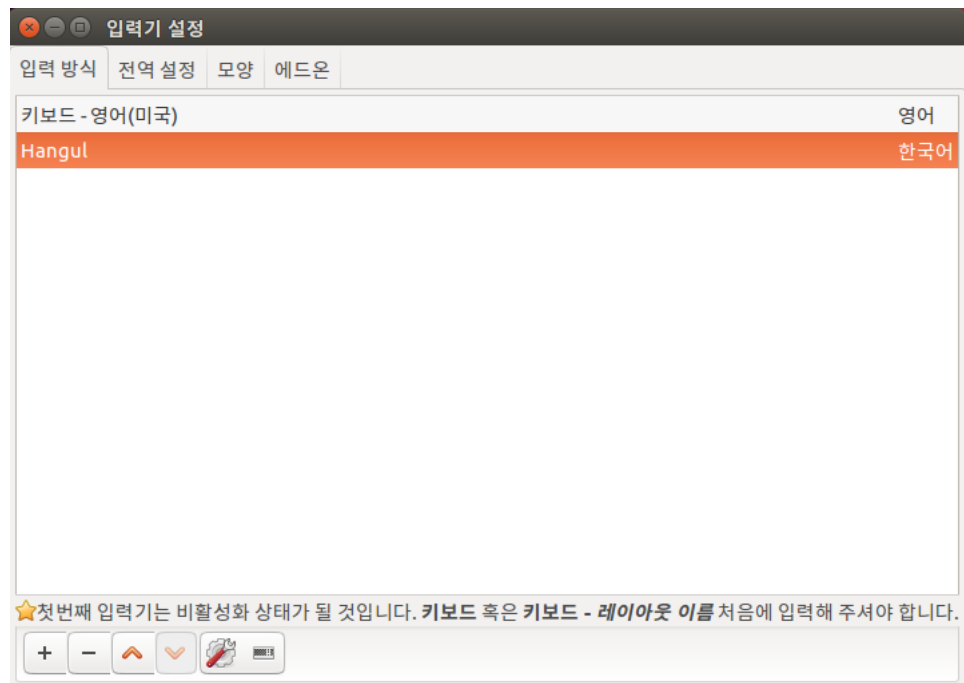 입력기 설정
입력 방식 전역 설정 모양 에드온
키보드 - 영어(미국) 영어
Hangul 한국어
첫번째 입력기는 비활성화 상태가 될 것입니다. 키보드 혹은 키보드 - 레이아웃 이름 처음에 입력해 주셔야 합니다.